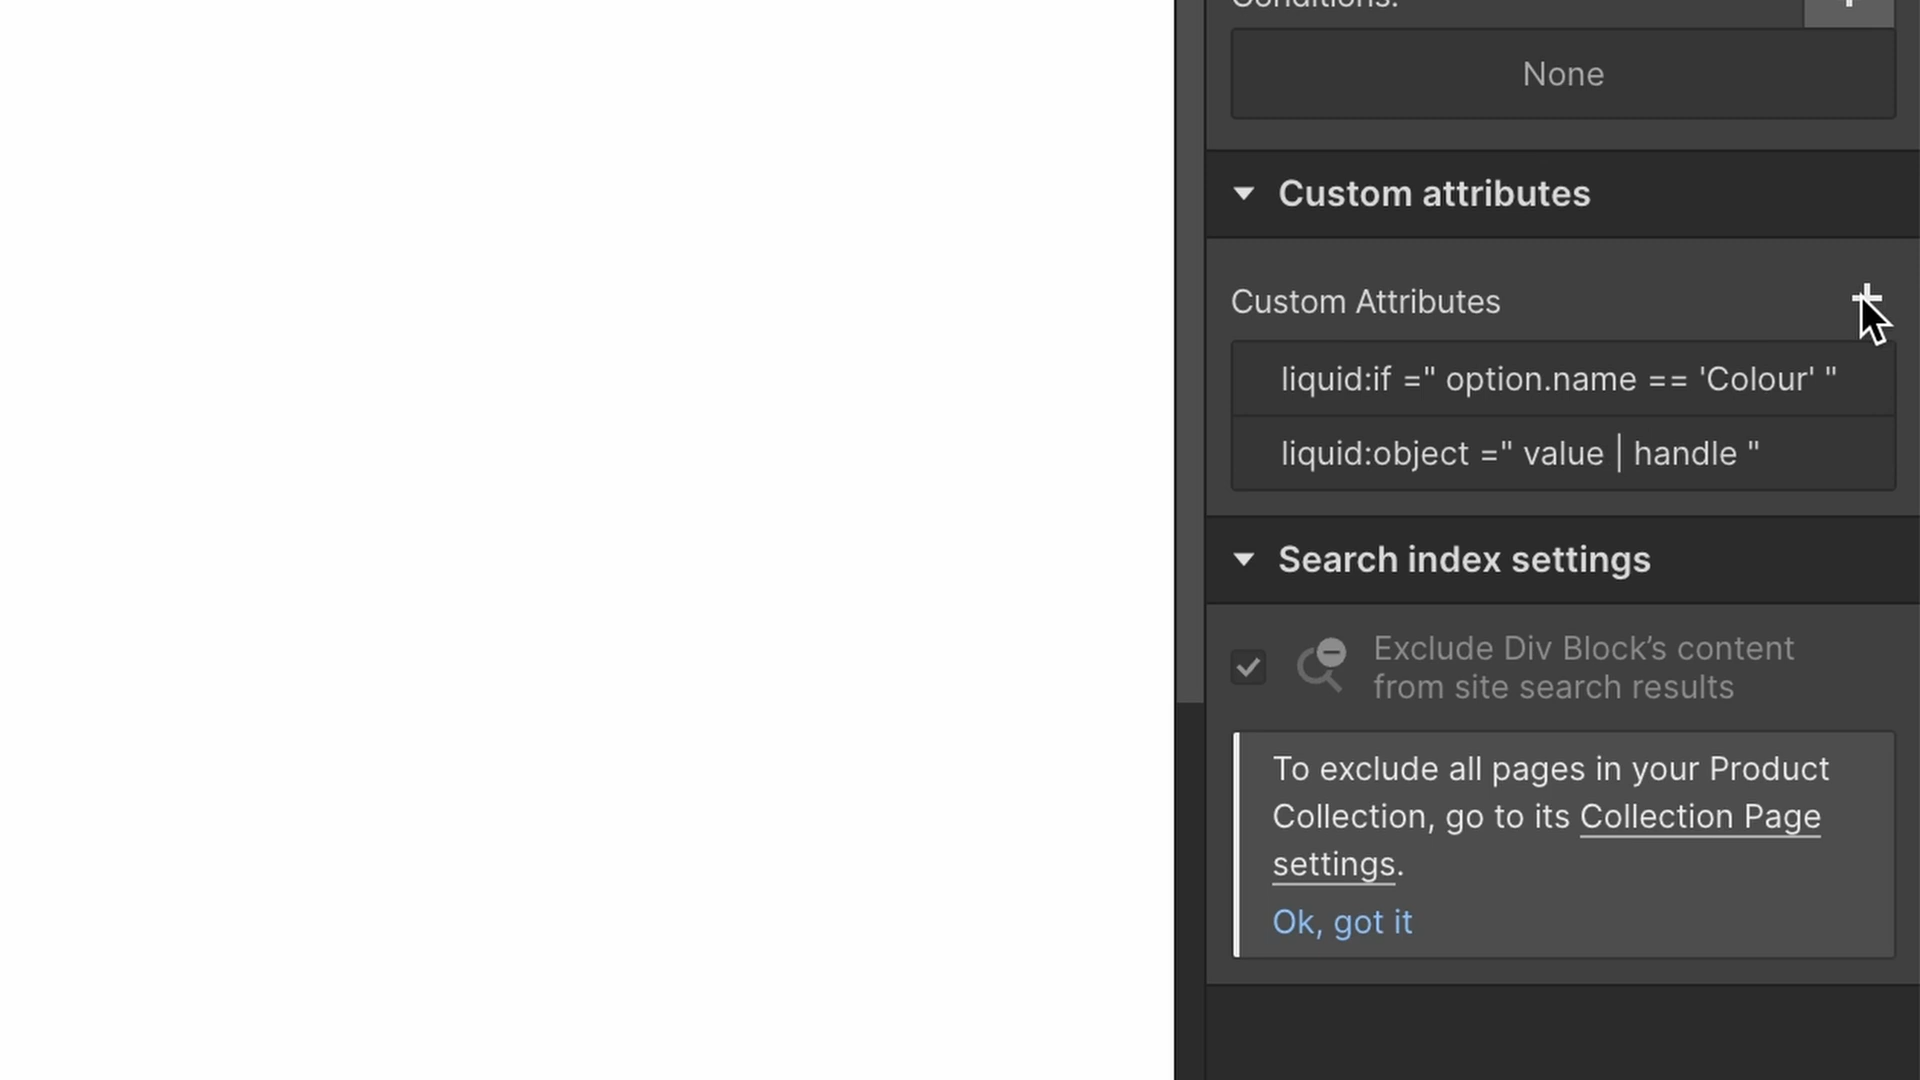 Conditions:
None
Custom attributes
Custom Attributes
liquid:if =" option.name == 'Colour' "
liquid:object =" value | handle "
Search index settings
Exclude Div Block’s content
from site search results
To exclude all pages in your Product
Collection, go to its Collection Page
settings.
Ok, got it